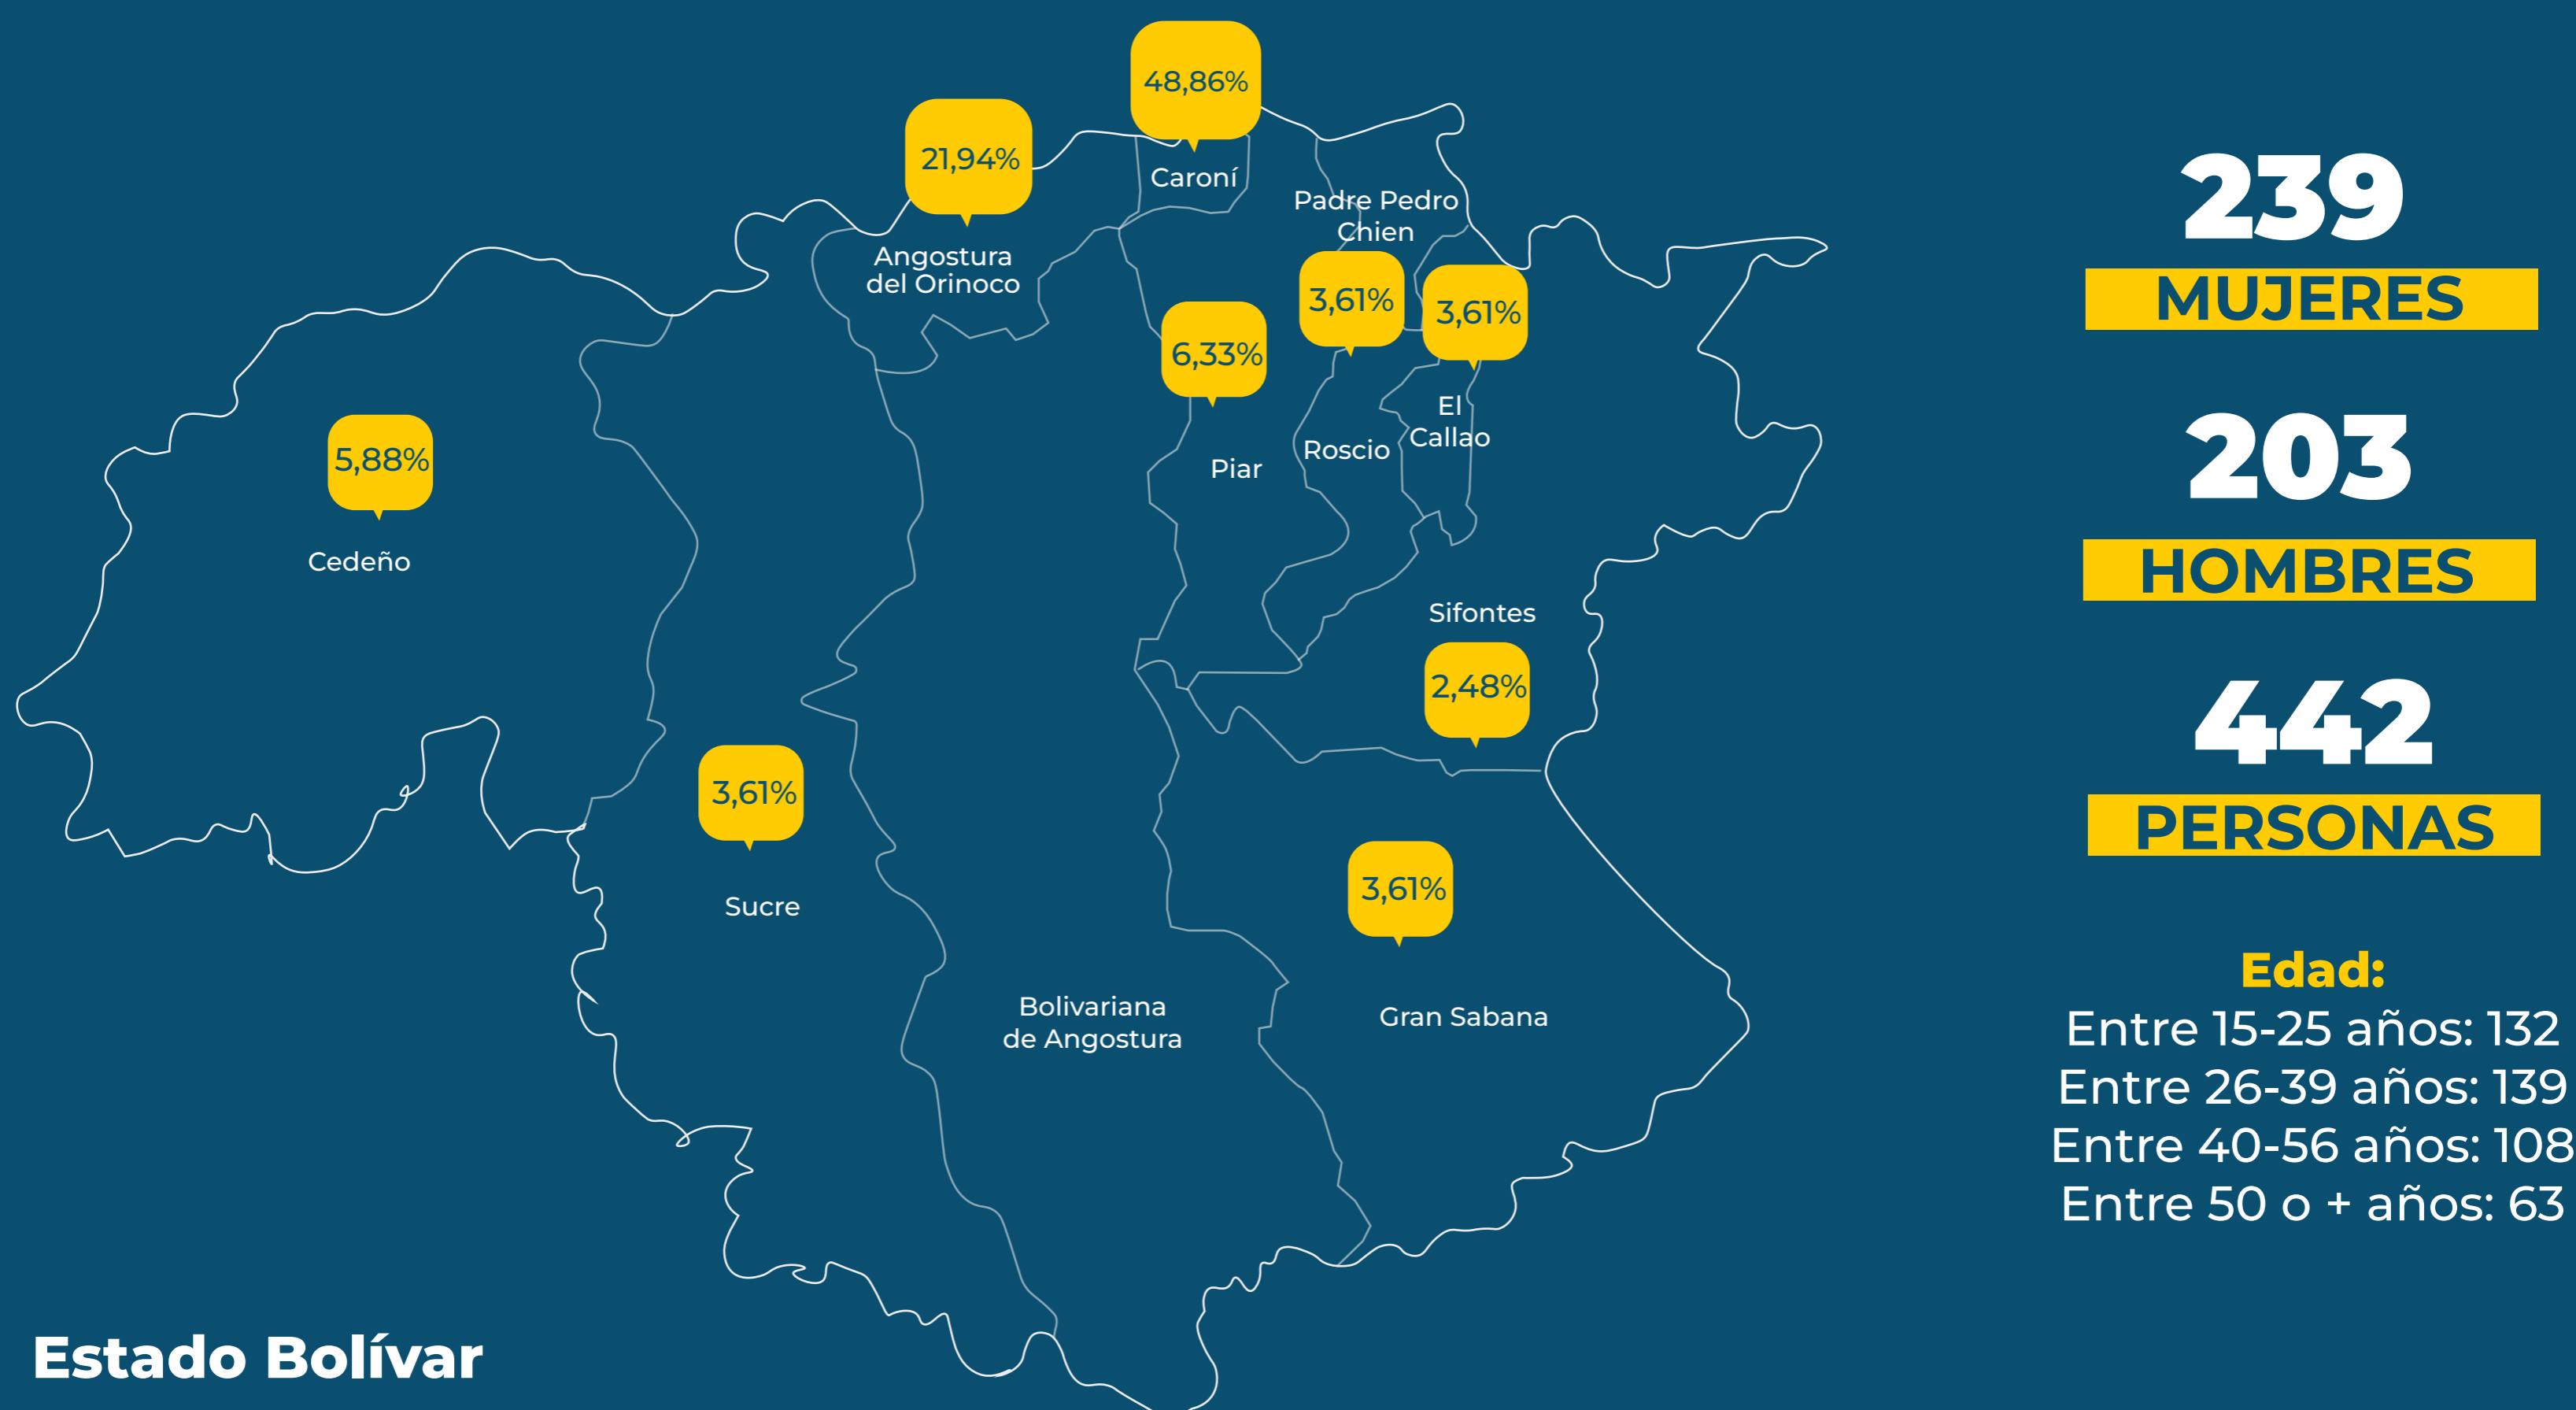 48,86%
Caroní
21,94%
Angostura
del Orinoco
Padre Pedro
Chien
3,61%
3,61%
6,33%
El
Callao
Roscio
Piar
5,88%
Cedeño
Sifontes
2,48%
3,61%
Sucre
3,61%
Gran Sabana
Bolivariana
de Angostura
Estado Bolívar
239
MUJERES
203
HOMBRES
442
PERSONAS
Edad:
Entre 15-25 años: 132
Entre 26-39 años: 139
Entre 40-56 años: 108
Entre 50 o + años: 63